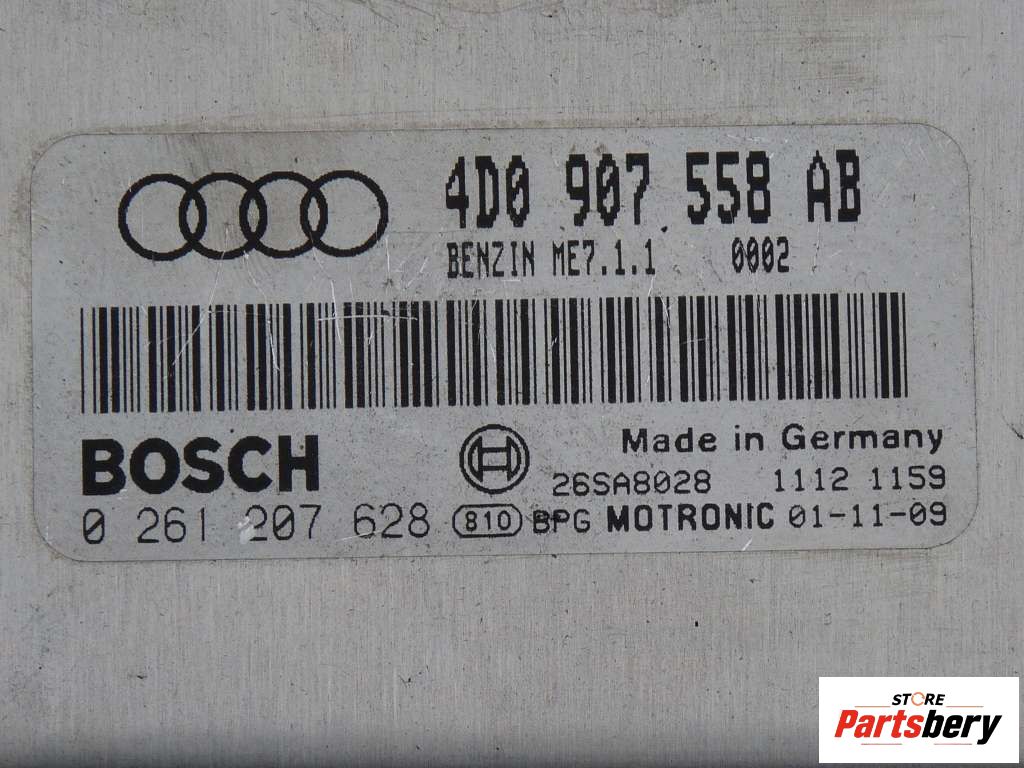 4D0 907 558 AB
BENZIN ME7.1.1 0002
BOSCH
Made in Germany
26SA8028 1112 1159
0 261 207 628 810 BPG MOTRONIC 01-11-09
STORE
Partsbery